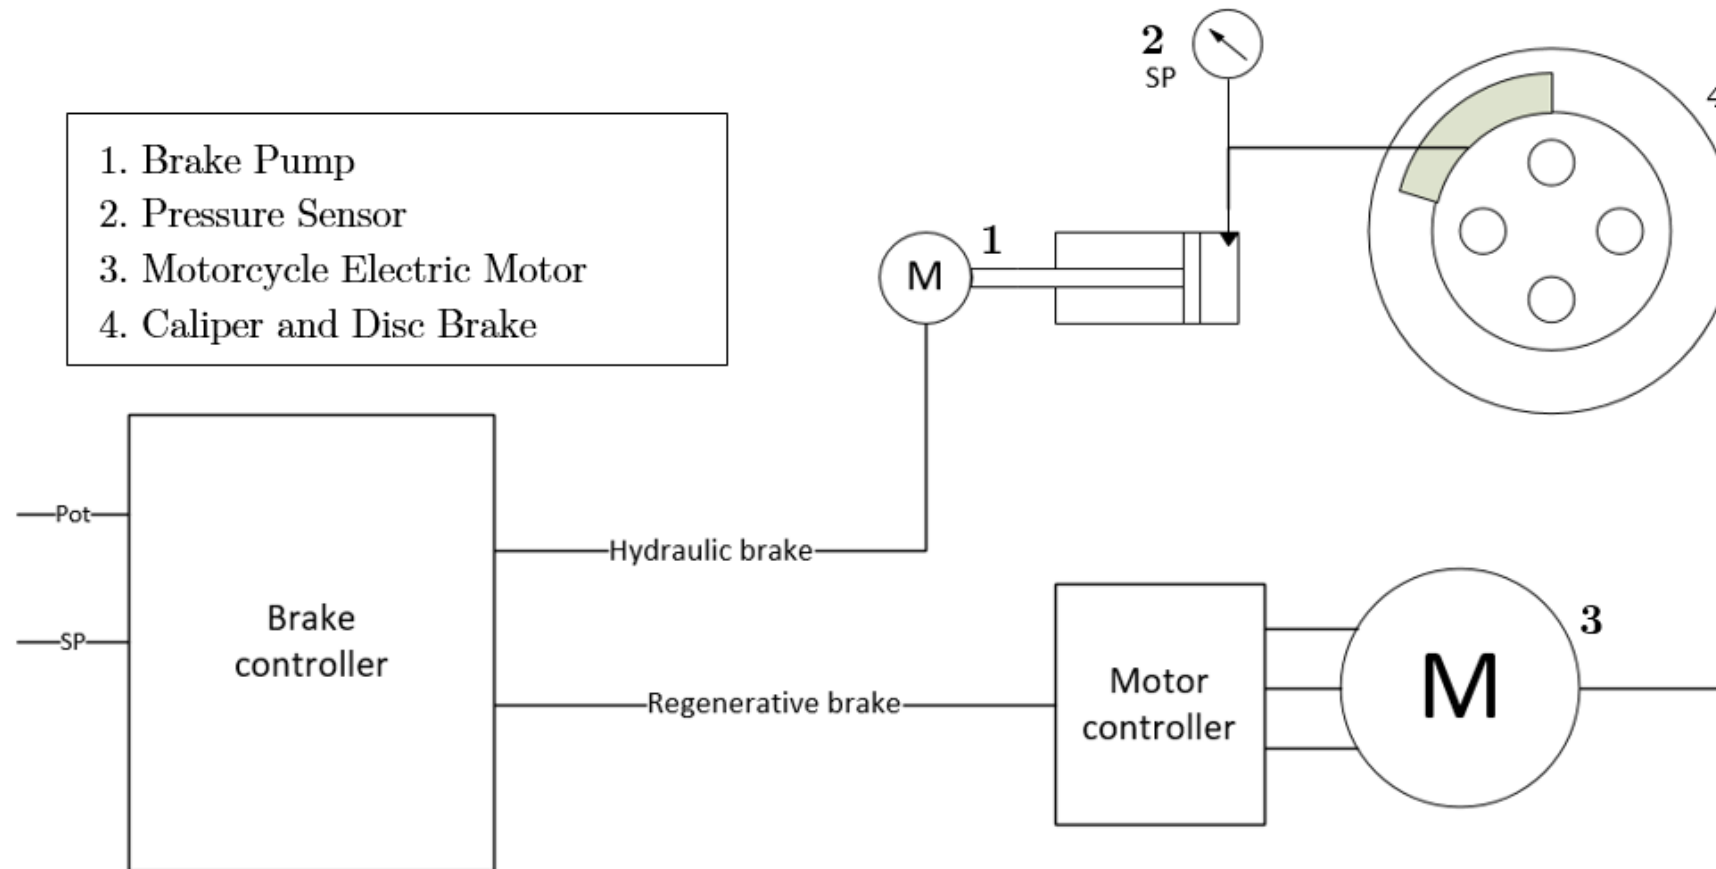 2
SP
4
1. Brake Pump
2. Pressure Sensor
3. Motorcycle Electric Motor
4. Caliper and Disc Brake
1
M
Pot
SP
Brake
controller
Hydraulic brake
Regenerative brake
Motor
controller
M
3